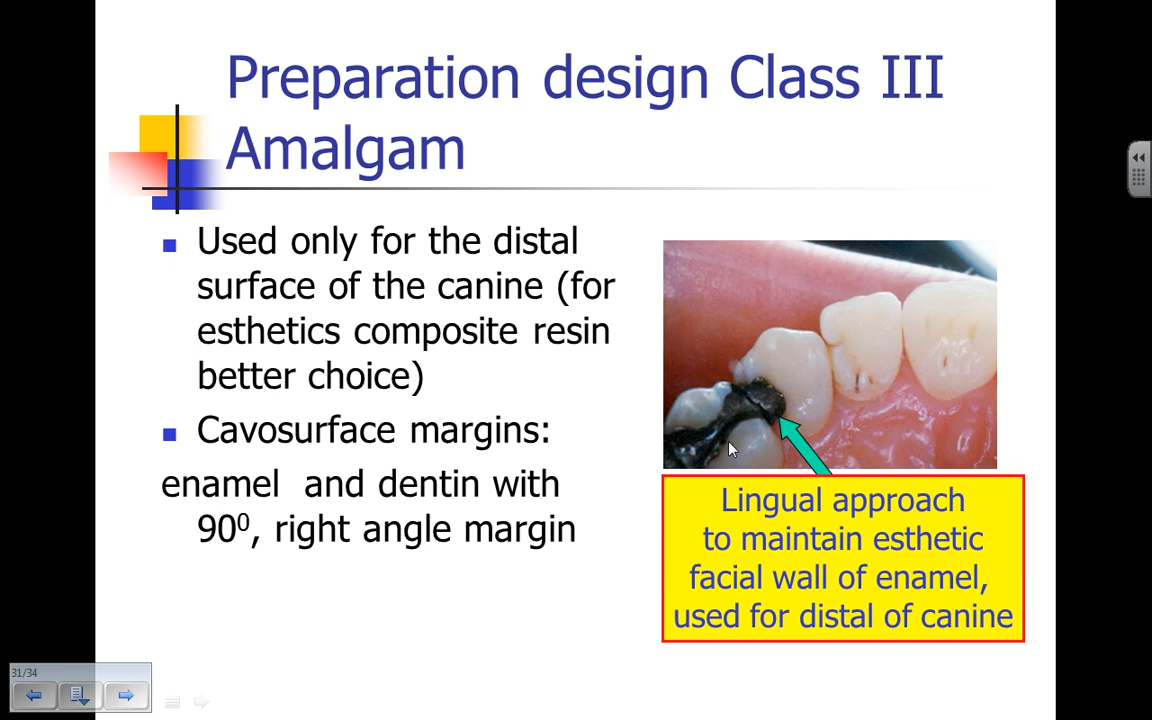 Preparation design Class III
Amalgam
Used only for the distal
surface of the canine (for
esthetics composite resin
better choice)
Cavosurface margins:
enamel and dentin with
90⁰, right angle margin
Lingual approach
to maintain esthetic
facial wall of enamel,
used for distal of canine
31/34